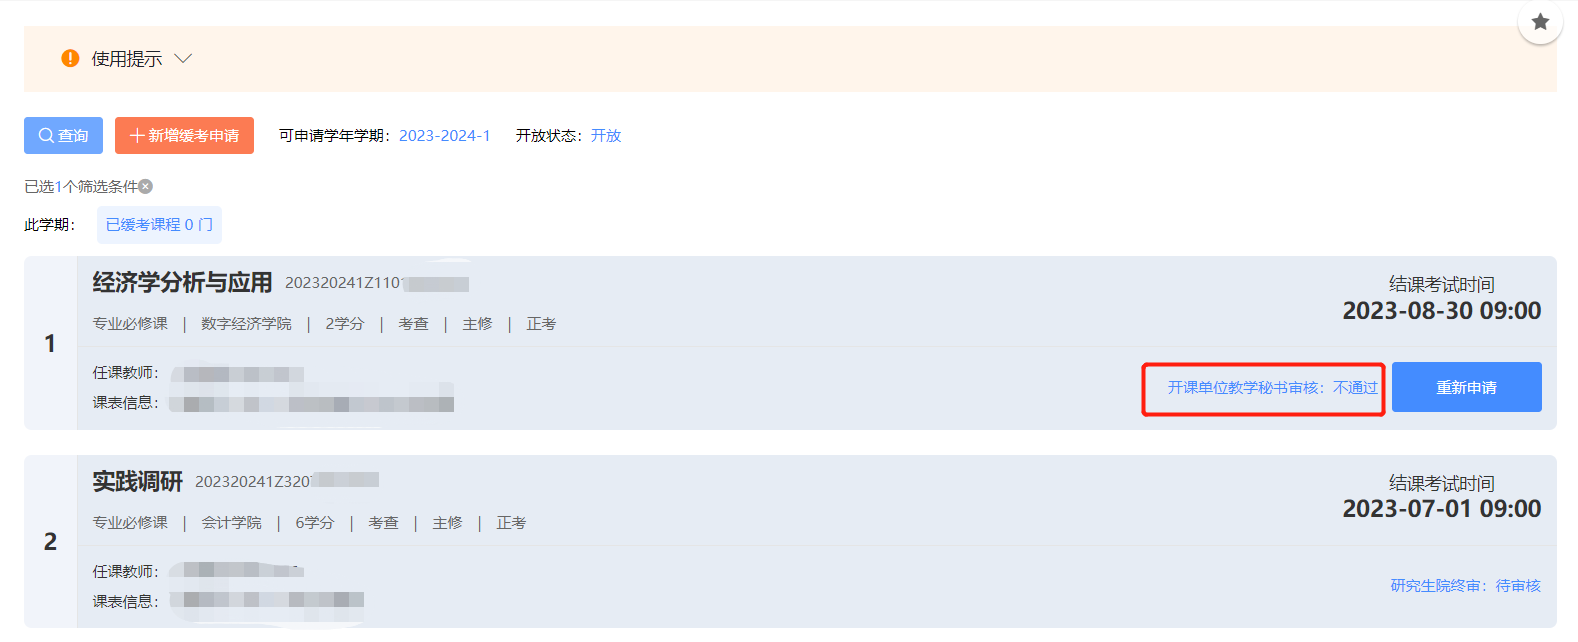 使用提示
查询 新增缓考申请 可申请学年学期： 2023-2024-1 开放状态： 开放
已选1个筛选条件
此学期： 已缓考课程 0 门
1
经济学分析与应用 202320241Z110
专业必修课 | 数字经济学院 | 2学分 | 考查 | 主修 | 正考
结课考试时间
2023-08-30 09:00
任课教师：
课表信息：
开课单位教学秘书审核：不通过 重新申请
2
实践调研 202320241Z320
专业必修课 | 会计学院 | 6学分 | 考查 | 主修 | 正考
结课考试时间
2023-07-01 09:00
任课教师：
课表信息：
研究生院终审：待审核